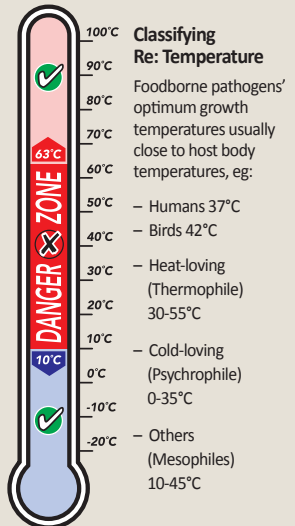 100°C
90°C
80°C
70°C
63°C
60°C
50°C
40°C
30°C
20°C
10°C
10°C
0°C
-10°C
-20°C
DANGER ZONE
Classifying
Re: Temperature
Foodborne pathogens'
optimum growth
temperatures usually
close to host body
temperatures, eg:
– Humans 37°C
– Birds 42°C
– Heat-loving
(Thermophile)
30-55°C
– Cold-loving
(Psychrophile)
0-35°C
– Others
(Mesophiles)
10-45°C